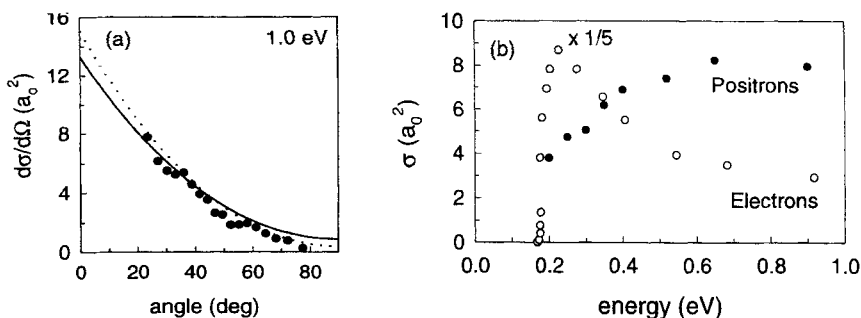 (a)
1.0 eV
16
12
8
4
0
dσ/dΩ (a₀²)
0 20 40 60 80
angle (deg)
(b)
x 1/5
Positrons
Electrons
10
8
6
4
2
0
σ (a₀²)
0.0 0.2 0.4 0.6 0.8 1.0
energy (eV)